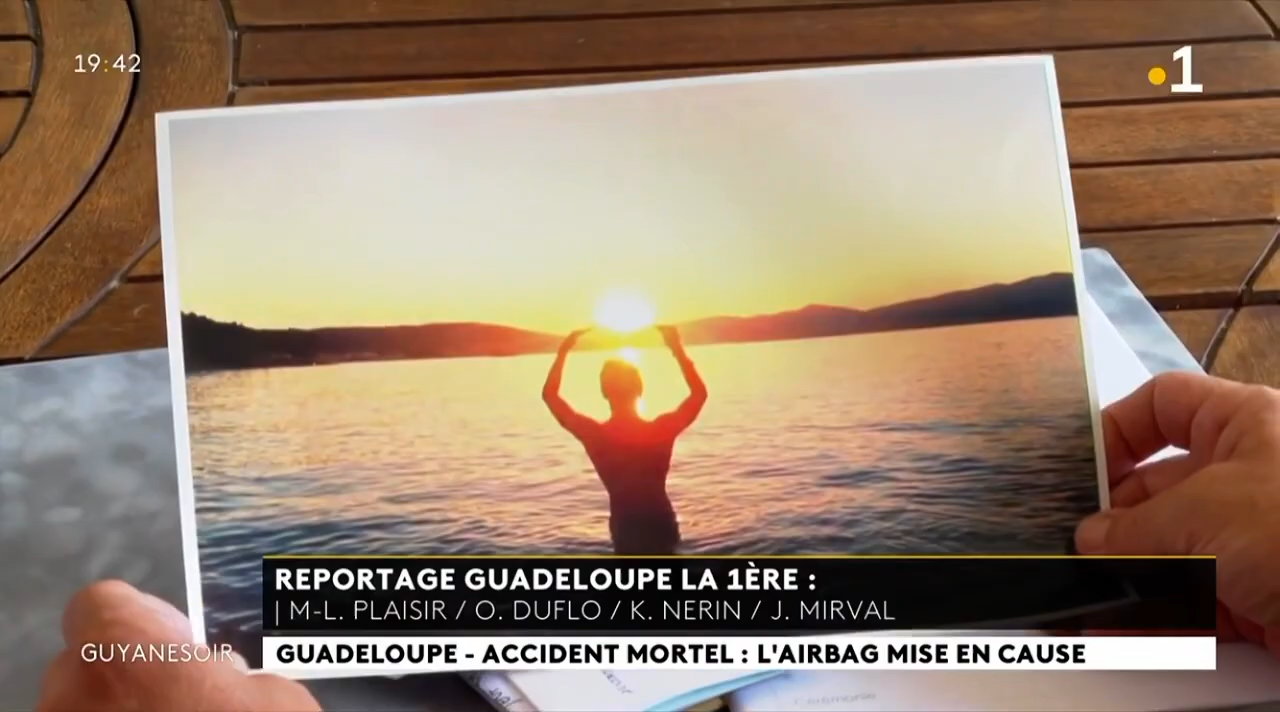 19:42
1
REPORTAGE GUADELOUPE LA 1ÈRE :
| M-L. PLAISIR / O. DUFLO / K. NERIN / J. MIRVAL
GUYANESOIR
GUADELOUPE - ACCIDENT MORTEL : L'AIRBAG MISE EN CAUSE
Cérémonie